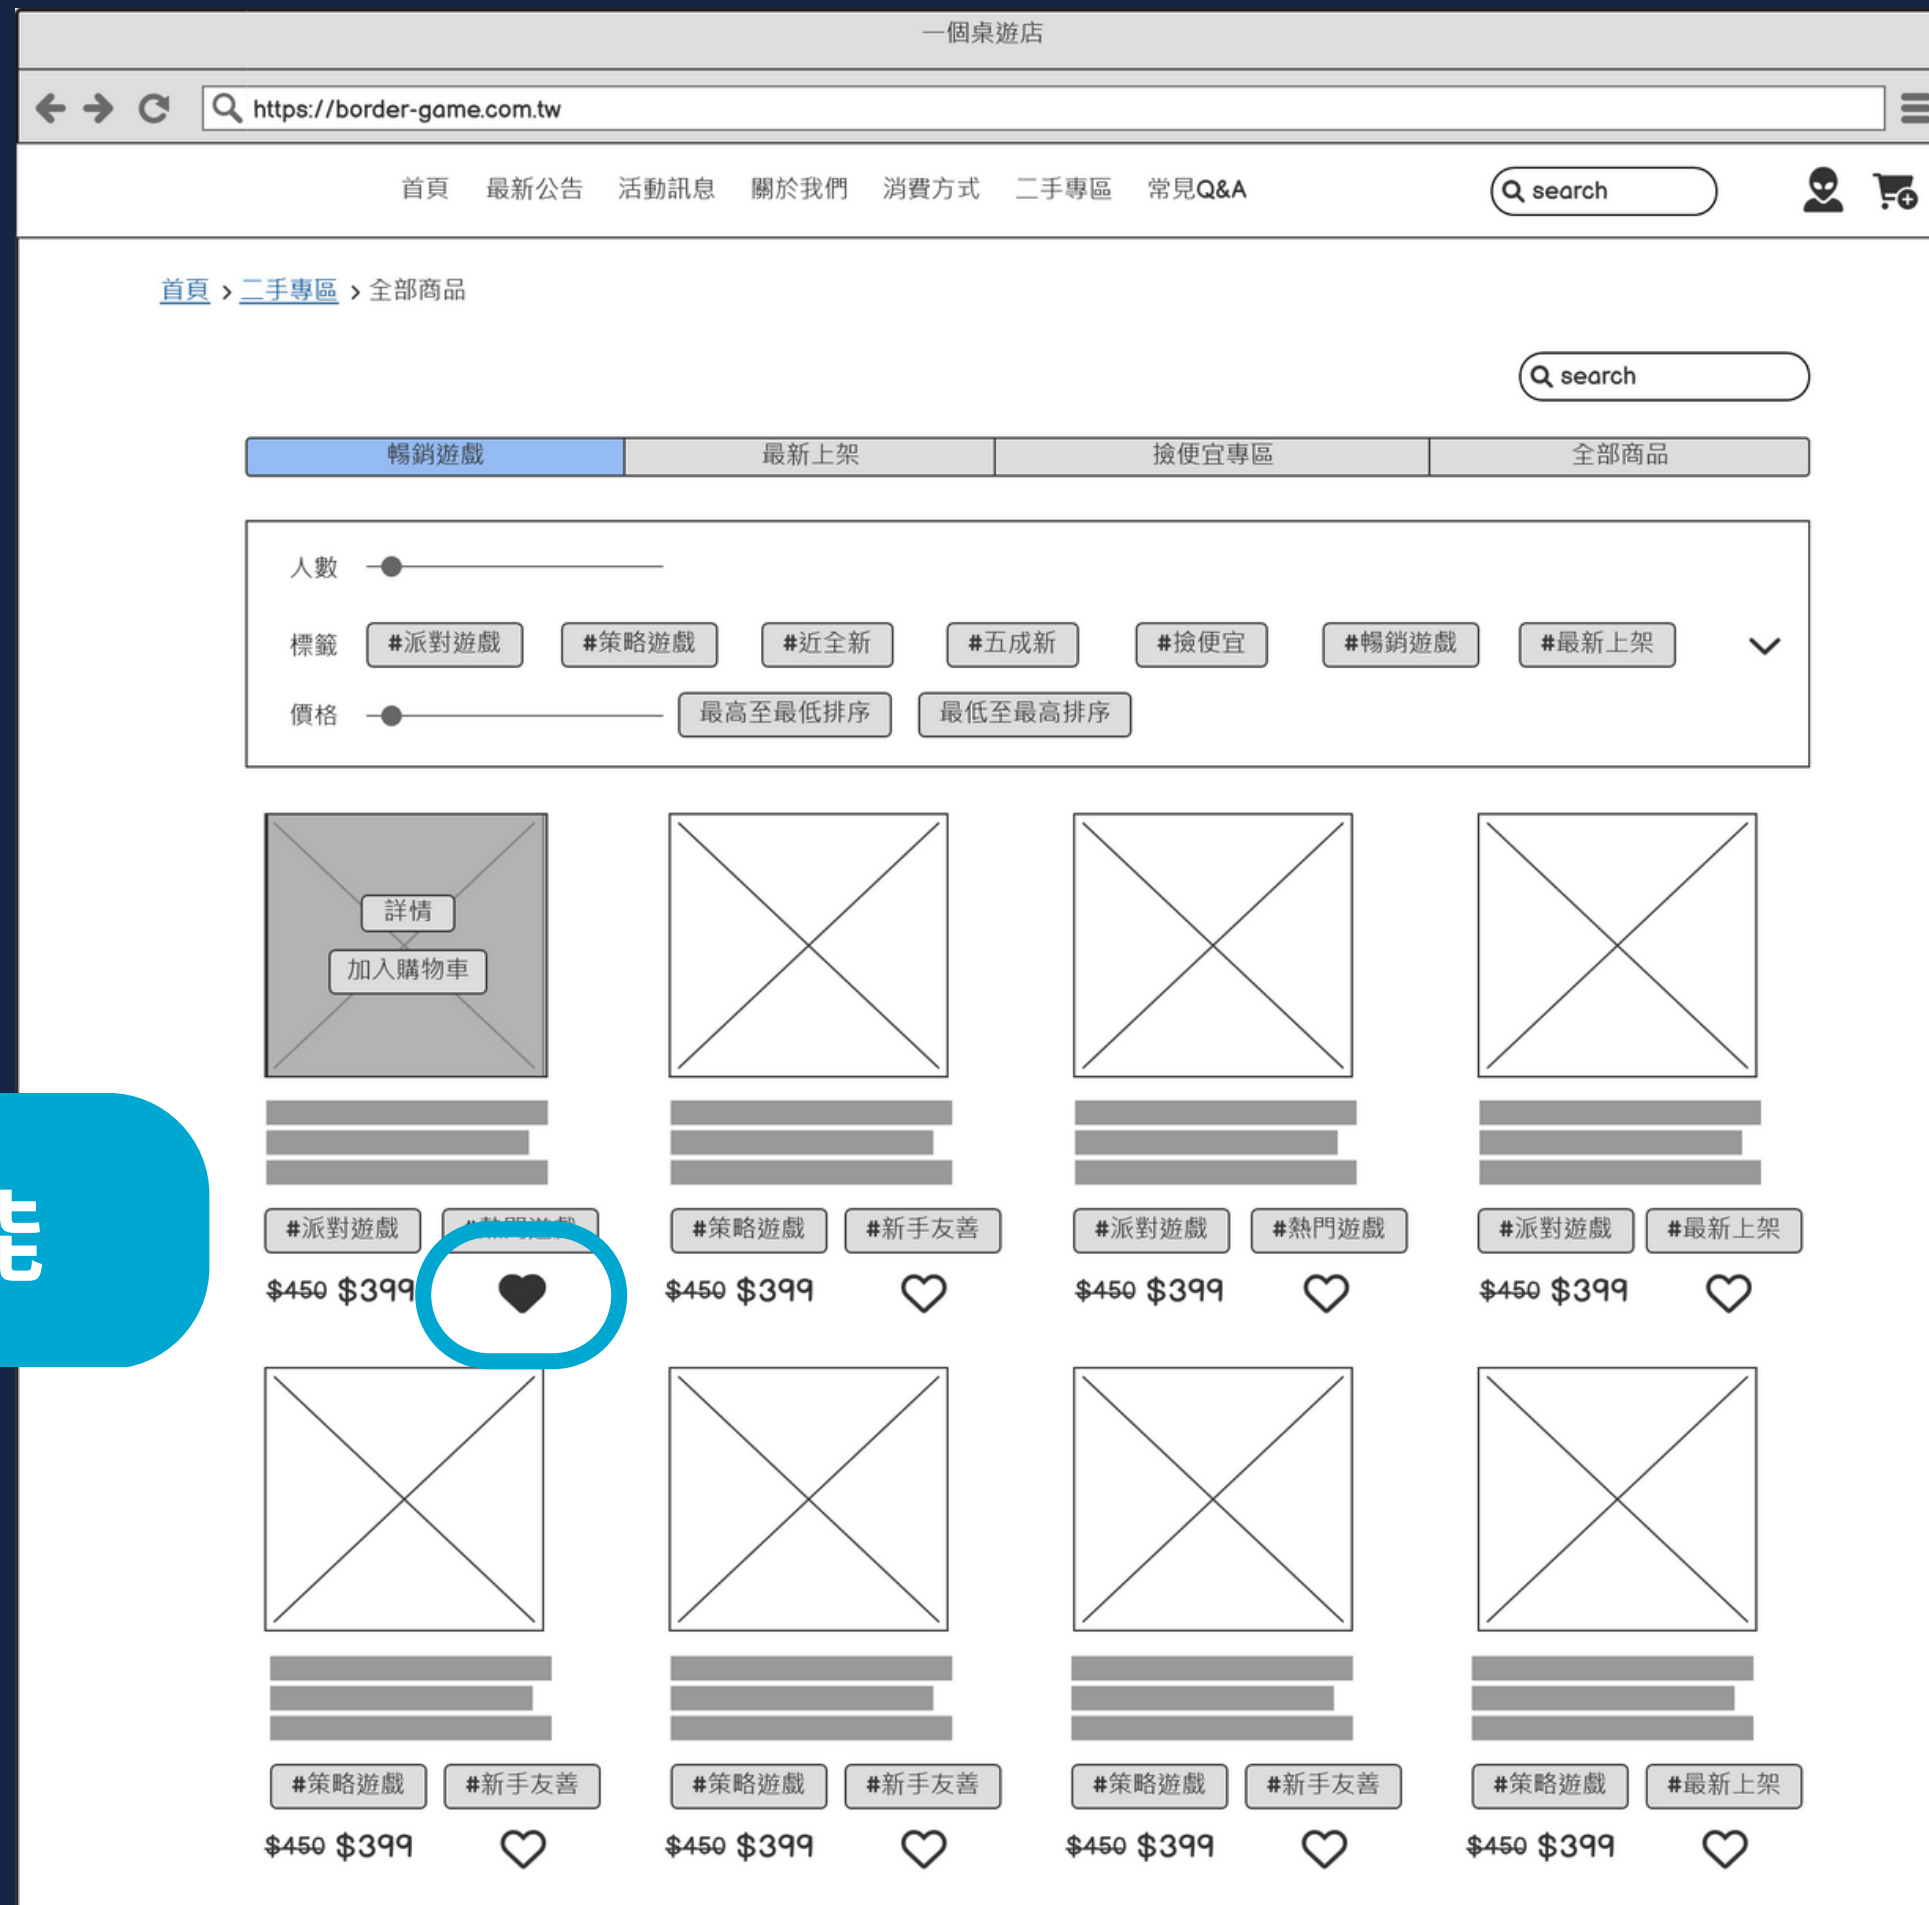 一個桌遊店
https://border-game.com.tw
首頁 最新公告 活動訊息 關於我們 消費方式 二手專區 常見Q&A search
首頁 > 二手專區 > 全部商品
search
暢銷遊戲 最新上架 撿便宜專區 全部商品
人數
標籤 #派對遊戲 #策略遊戲 #近全新 #五成新 #撿便宜 #暢銷遊戲 #最新上架
價格 最高至最低排序 最低至最高排序
詳情
加入購物車
#派對遊戲 #熱門遊戲 #策略遊戲 #新手友善 #派對遊戲 #熱門遊戲 #派對遊戲 #最新上架
$450 $399 $450 $399 $450 $399 $450 $399
#策略遊戲 #新手友善 #策略遊戲 #新手友善 #策略遊戲 #新手友善 #策略遊戲 #最新上架
$450 $399 $450 $399 $450 $399 $450 $399